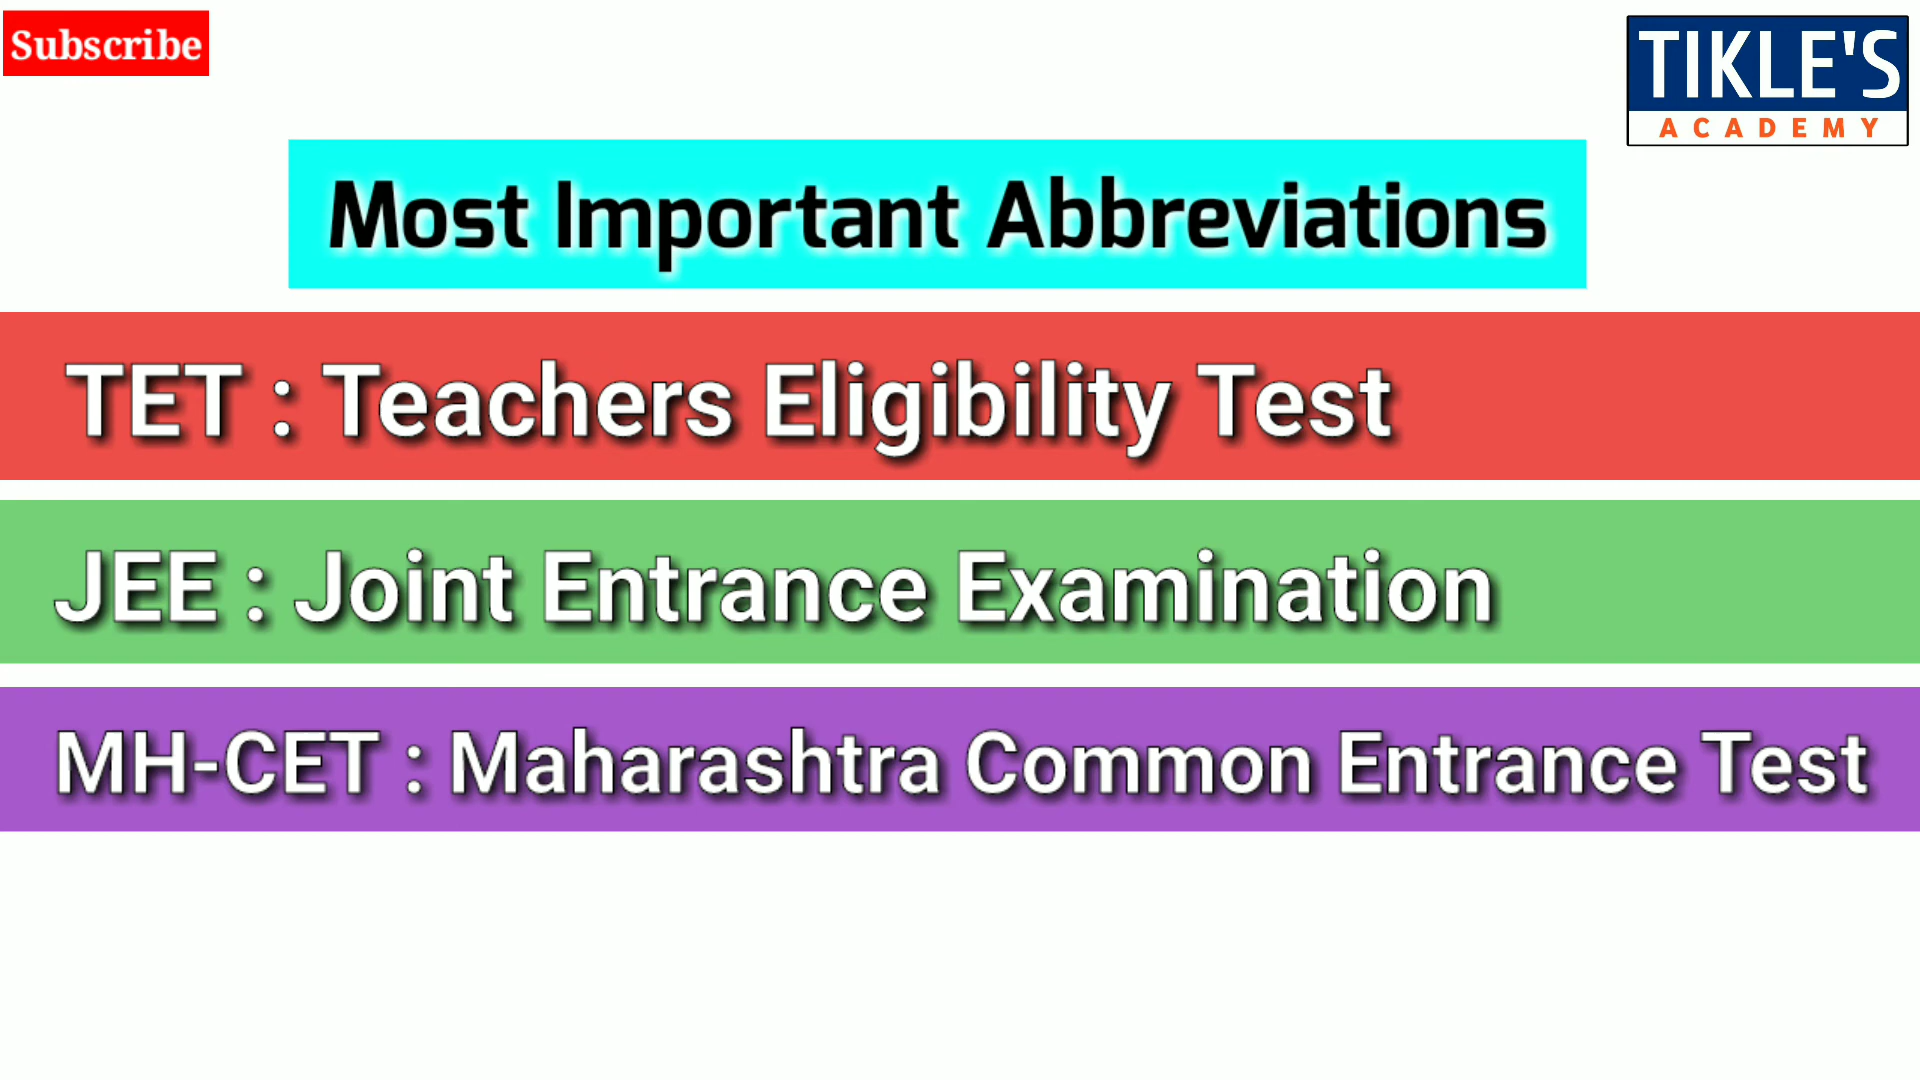 Subscribe
TIKLE'S
ACADEMY
Most Important Abbreviations
TET : Teachers Eligibility Test
JEE : Joint Entrance Examination
MH-CET : Maharashtra Common Entrance Test